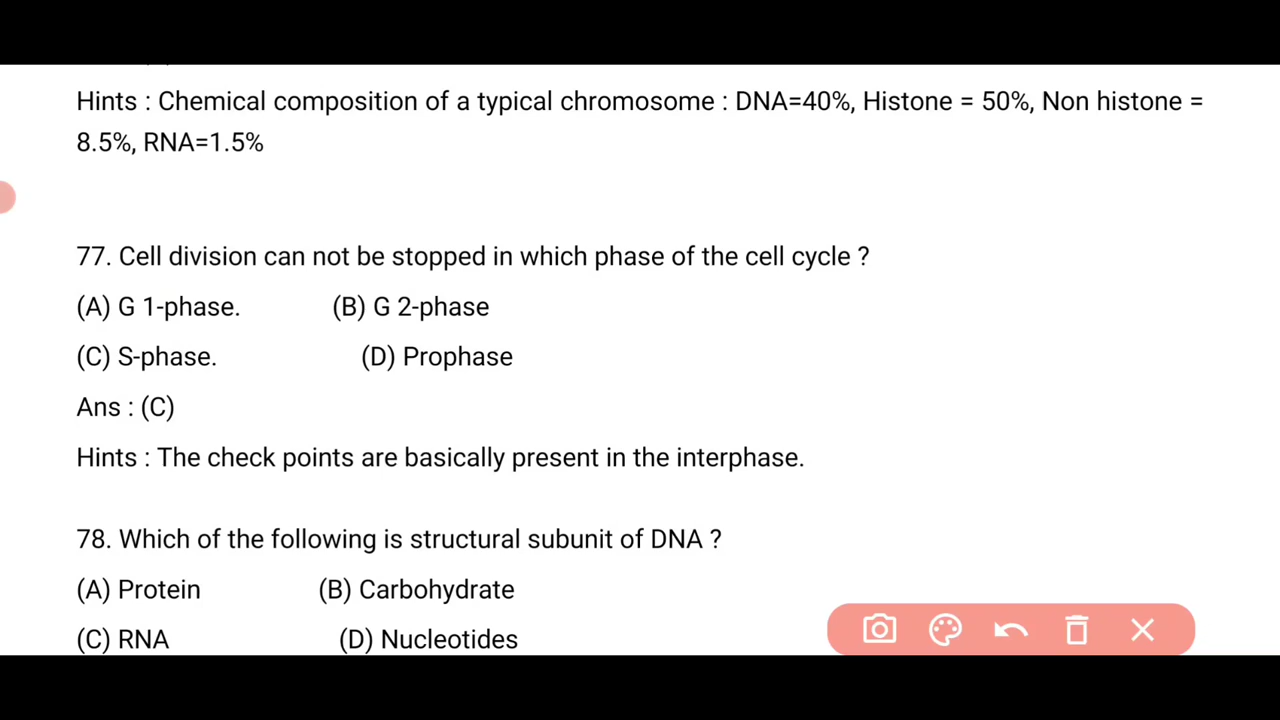 Hints : Chemical composition of a typical chromosome : DNA=40%, Histone = 50%, Non histone =
8.5%, RNA=1.5%
77. Cell division can not be stopped in which phase of the cell cycle ?
(A) G 1-phase. (B) G 2-phase
(C) S-phase. (D) Prophase
Ans : (C)
Hints : The check points are basically present in the interphase.
78. Which of the following is structural subunit of DNA ?
(A) Protein (B) Carbohydrate
(C) RNA (D) Nucleotides